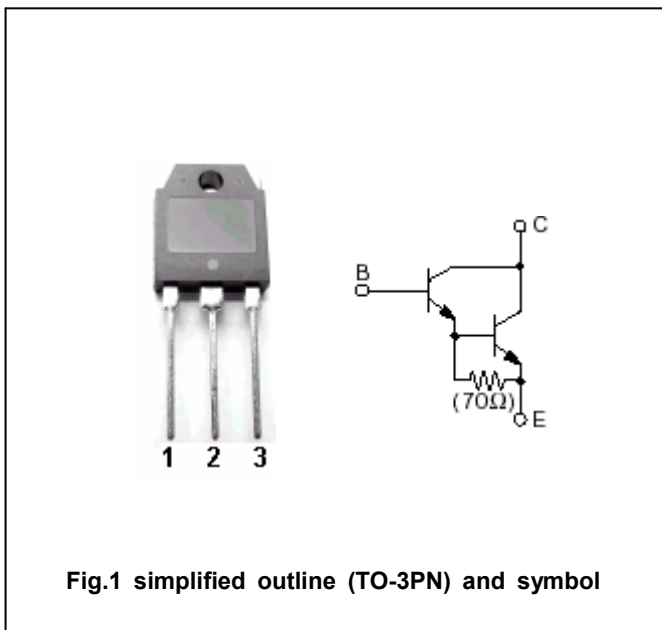 C
B
(70Ω)
E
1 2 3
Fig.1 simplified outline (TO-3PN) and symbol